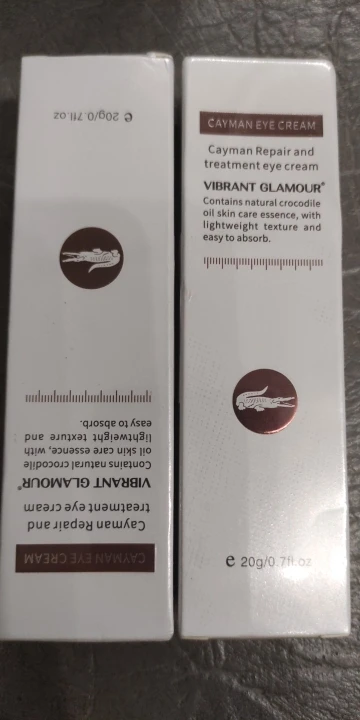 e 20g/0.7fl.oz
Contains natural crocodile
oil skin care essence, with
lightweight texture and
easy to absorb.
VIBRANT GLAMOUR®
Cayman Repair and
treatment eye cream
CAYMAN EYE CREAM
CAYMAN EYE CREAM
Cayman Repair and
treatment eye cream
VIBRANT GLAMOUR®
Contains natural crocodile
oil skin care essence, with
lightweight texture and
easy to absorb.
e 20g/0.7fl.oz